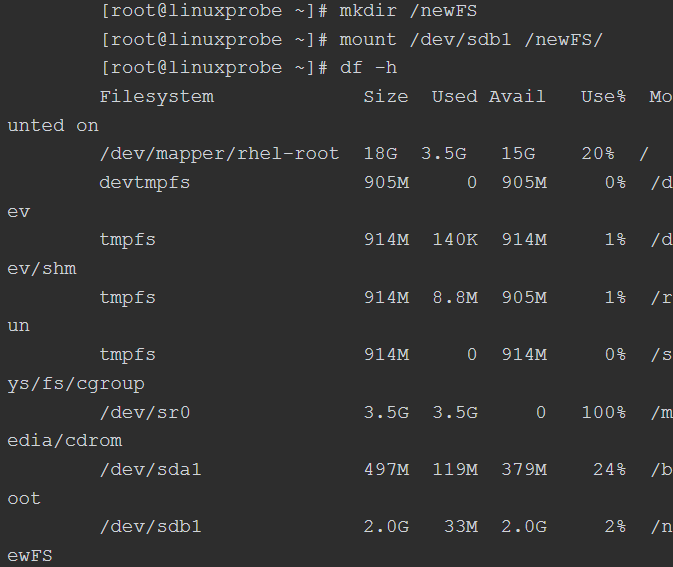 [root@linuxprobe ~]# mkdir /newFS
[root@linuxprobe ~]# mount /dev/sdb1 /newFS/
[root@linuxprobe ~]# df -h
Filesystem Size Used Avail Use% Mo
unted on
/dev/mapper/rhel-root 18G 3.5G 15G 20% /
devtmpfs 905M 0 905M 0% /d
ev
tmpfs 914M 140K 914M 1% /d
ev/shm
tmpfs 914M 8.8M 905M 1% /r
un
tmpfs 914M 0 914M 0% /s
ys/fs/cgroup
/dev/sr0 3.5G 3.5G 0 100% /m
edia/cdrom
/dev/sda1 497M 119M 379M 24% /b
oot
/dev/sdb1 2.0G 33M 2.0G 2% /n
ewFS